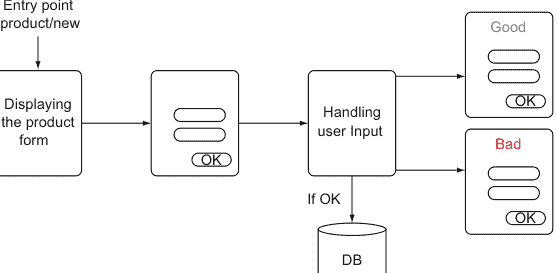 Entry point
product/new
Displaying
the product
form
OK
Handling
user Input
If OK
DB
Good
OK
Bad
OK